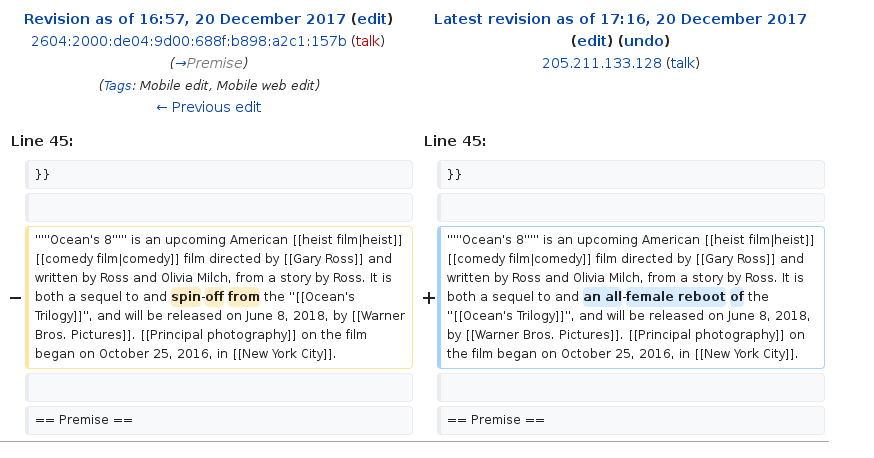 Revision as of 16:57, 20 December 2017 (edit)
2604:2000:de04:9d00:688f:b898:a2c1:157b (talk)
(→Premise)
(Tags: Mobile edit, Mobile web edit)
← Previous edit
Latest revision as of 17:16, 20 December 2017
(edit) (undo)
205.211.133.128 (talk)
Line 45:
}}
− '''''Ocean's 8''''' is an upcoming American [[heist film|heist]]
[[comedy film|comedy]] film directed by [[Gary Ross]] and
written by Ross and Olivia Milch, from a story by Ross. It is
both a sequel to and spin-off from the ''[[Ocean's
Trilogy]]'', and will be released on June 8, 2018, by [[Warner
Bros. Pictures]]. [[Principal photography]] on the film
began on October 25, 2016, in [[New York City]].
== Premise ==
Line 45:
}}
+ '''''Ocean's 8''''' is an upcoming American [[heist film|heist]]
[[comedy film|comedy]] film directed by [[Gary Ross]] and
written by Ross and Olivia Milch, from a story by Ross. It is
both a sequel to and an all-female reboot of the
''[[Ocean's Trilogy]]'', and will be released on June 8, 2018,
by [[Warner Bros. Pictures]]. [[Principal photography]] on
the film began on October 25, 2016, in [[New York City]].
== Premise ==